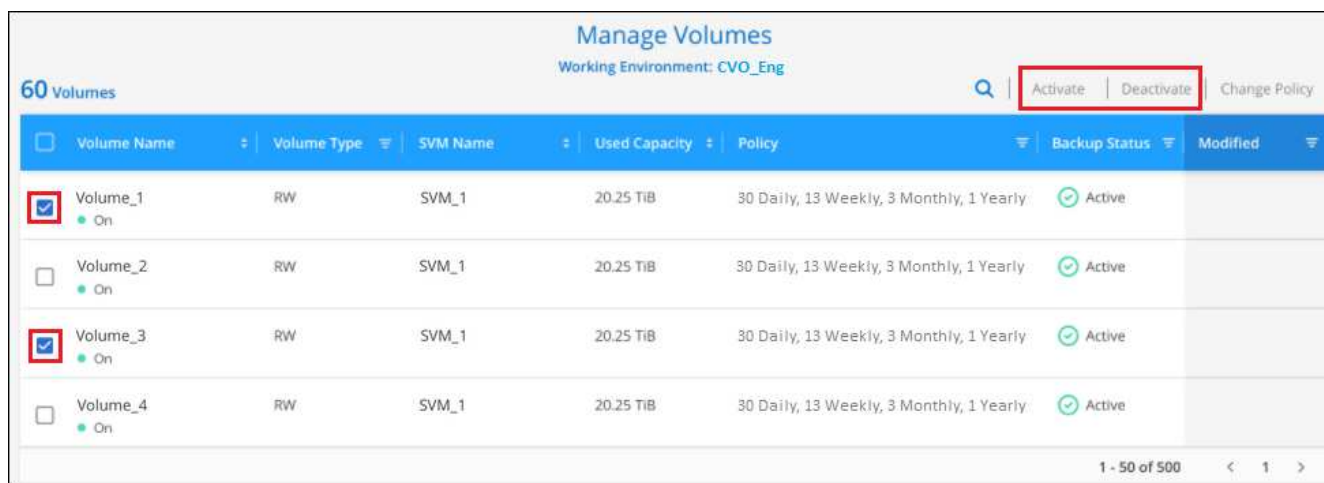 Manage Volumes
Working Environment: CVO_Eng
60 Volumes
Activate | Deactivate | Change Policy
Volume Name Volume Type SVM Name Used Capacity Policy Backup Status Modified
Volume_1 RW SVM_1 20.25 TiB 30 Daily, 13 Weekly, 3 Monthly, 1 Yearly Active
On
Volume_2 RW SVM_1 20.25 TiB 30 Daily, 13 Weekly, 3 Monthly, 1 Yearly Active
On
Volume_3 RW SVM_1 20.25 TiB 30 Daily, 13 Weekly, 3 Monthly, 1 Yearly Active
On
Volume_4 RW SVM_1 20.25 TiB 30 Daily, 13 Weekly, 3 Monthly, 1 Yearly Active
On
1 - 50 of 500 < 1 >